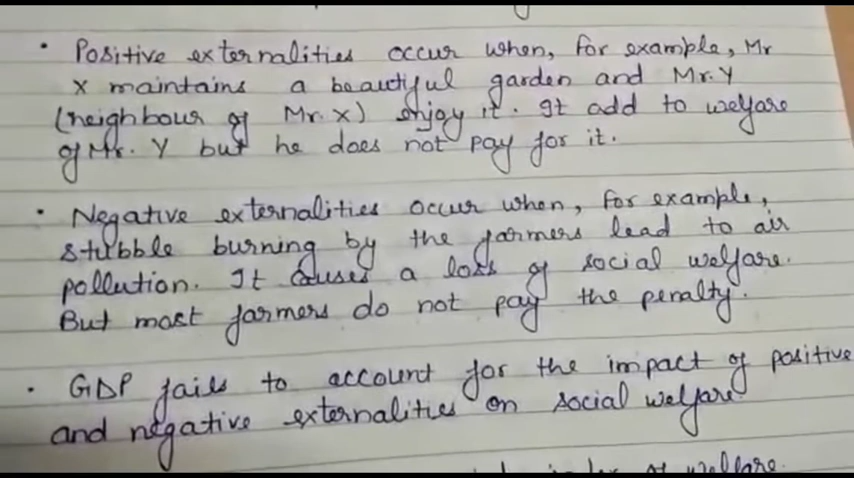 • Positive externalities occur when, for example, Mr
X maintains a beautiful garden and Mr. Y
(neighbour of Mr. X) enjoy it. It add to welfare
of Mr. Y but he does not pay for it.
• Negative externalities occur when, for example,
stubble burning by the farmers lead to air
pollution. It causes a loss of social welfare.
But most farmers do not pay the penalty.
• GDP fails to account for the impact of positive
and negative externalities on social welfare
of welfare.